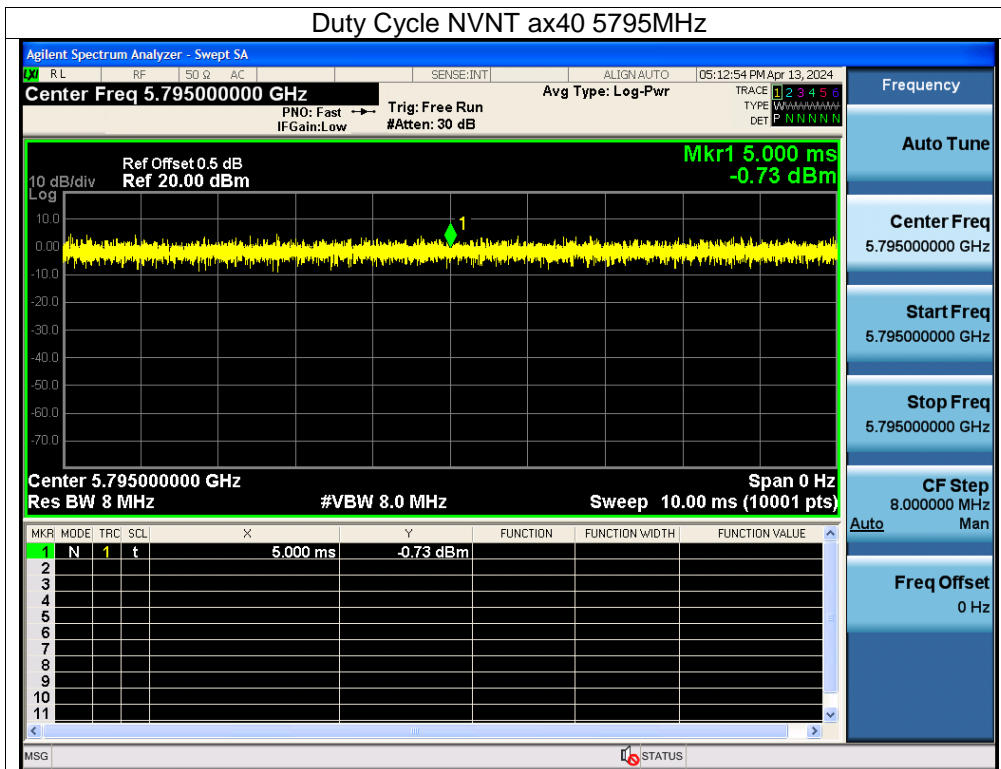 Duty Cycle NVNT ax40 5795MHz
Agilent Spectrum Analyzer - Swept SA
LXI RL RF 50 Ω AC SENSE:INT ALIGN AUTO 05:12:54 PM Apr 13, 2024
Center Freq 5.795000000 GHz
PNO: Fast
IFGain:Low
Trig: Free Run
#Atten: 30 dB
Avg Type: Log-Pwr
TRACE 1 2 3 4 5 6
TYPE WWWWWWW
DET P N N N N N
Ref Offset 0.5 dB
Mkr1 5.000 ms
10 dB/div Ref 20.00 dBm -0.73 dBm
Log
10.0
1
0.00
-10.0
-20.0
-30.0
-40.0
-50.0
-60.0
-70.0
Center 5.795000000 GHz Span 0 Hz
Res BW 8 MHz #VBW 8.0 MHz Sweep 10.00 ms (10001 pts)
MKR MODE TRC SCL X Y FUNCTION FUNCTION WIDTH FUNCTION VALUE
1 N 1 t 5.000 ms -0.73 dBm
2
3
4
5
6
7
8
9
10
11
MSG STATUS
Frequency
Auto Tune
Center Freq
5.795000000 GHz
Start Freq
5.795000000 GHz
Stop Freq
5.795000000 GHz
CF Step
8.000000 MHz
Auto Man
Freq Offset
0 Hz